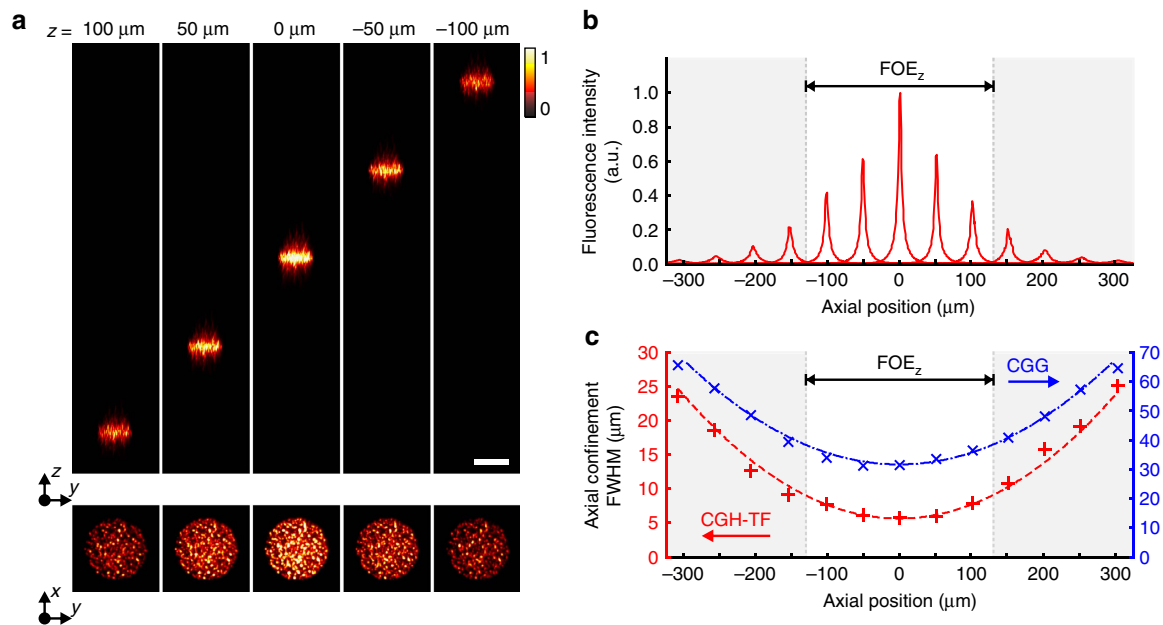 a
z = 100 μm 50 μm 0 μm –50 μm –100 μm
1
0
z
y
x
y
b
FOEz
Fluorescence intensity
(a.u.)
1.0
0.8
0.6
0.4
0.2
0.0
–300 –200 –100 0 100 200 300
Axial position (μm)
c
FOEz
CGG
CGH-TF
Axial confinement
FWHM (μm)
30
25
20
15
10
5
0
70
60
50
40
30
20
10
0
–300 –200 –100 0 100 200 300
Axial position (μm)